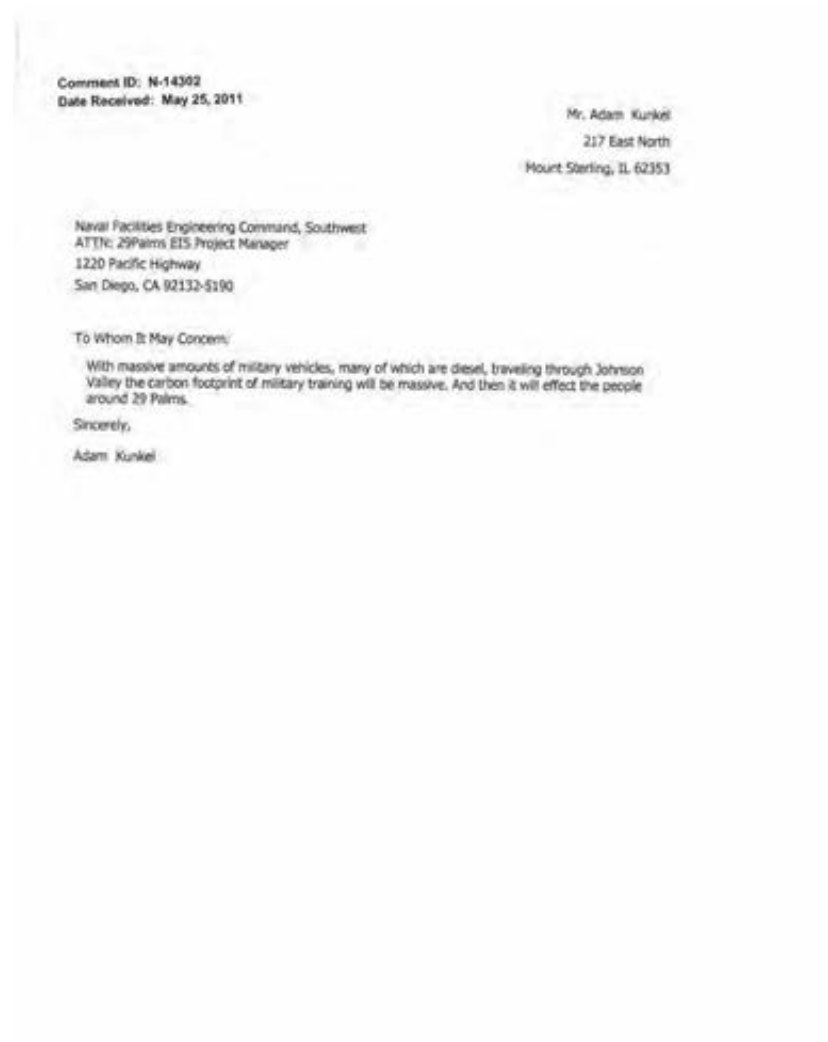 Comment ID: N-14302
Date Received: May 25, 2011
Mr. Adam Kunkel
217 East North
Mount Sterling, IL 62353
Naval Facilities Engineering Command, Southwest
ATTN: 29Palms EIS Project Manager
1220 Pacific Highway
San Diego, CA 92132-5190
To Whom It May Concern;
With massive amounts of military vehicles, many of which are diesel, traveling through Johnson
Valley the carbon footprint of military training will be massive. And then it will effect the people
around 29 Palms.
Sincerely,
Adam Kunkel